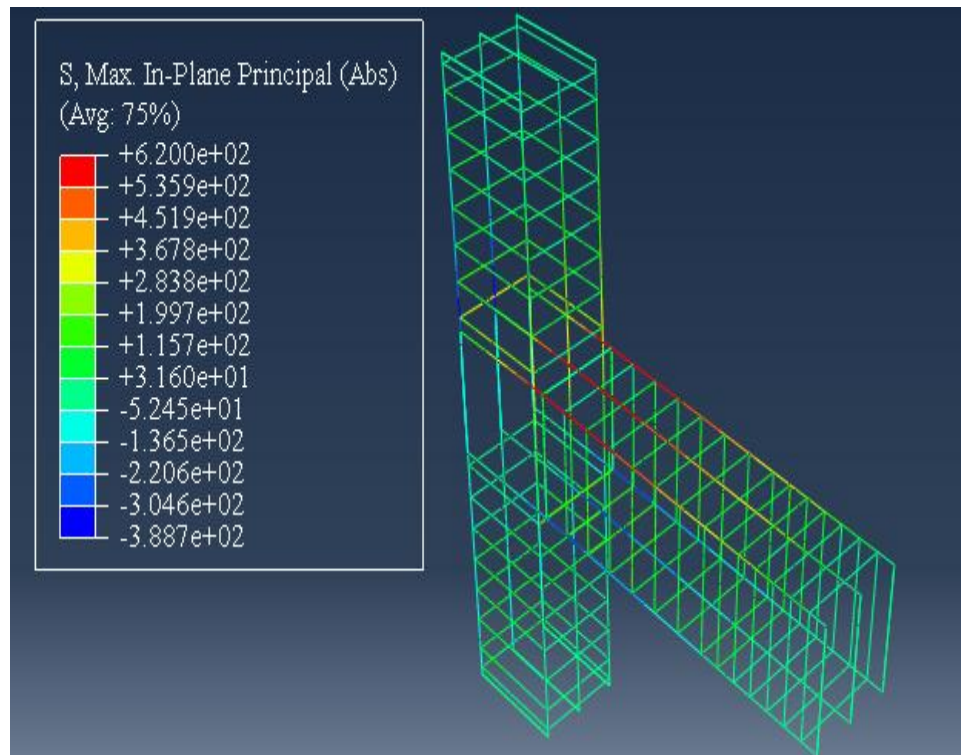 S, Max. In-Plane Principal (Abs)
(Avg: 75%)
+6.200e+02
+5.359e+02
+4.519e+02
+3.678e+02
+2.838e+02
+1.997e+02
+1.157e+02
+3.160e+01
-5.245e+01
-1.365e+02
-2.206e+02
-3.046e+02
-3.887e+02